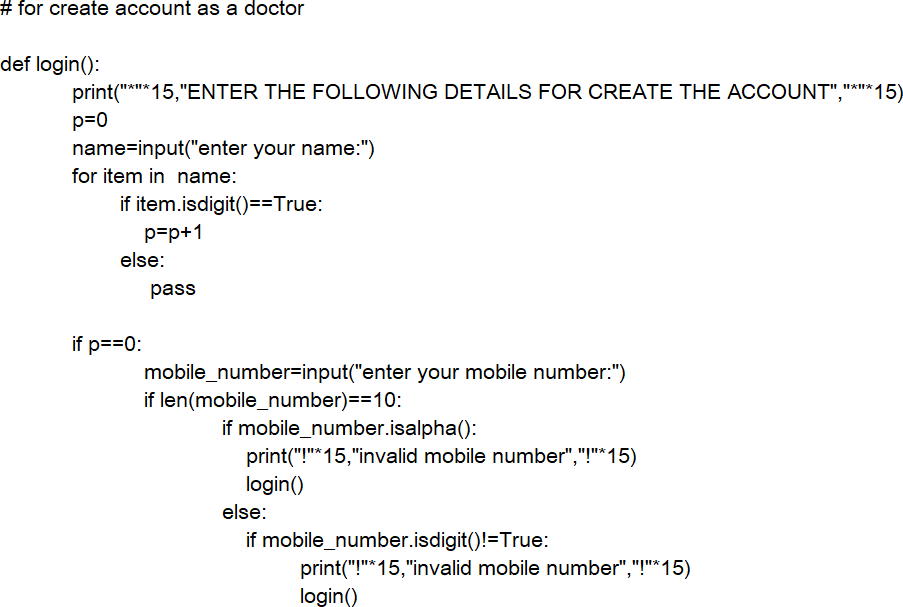 # for create account as a doctor
def login():
print("*"*15,"ENTER THE FOLLOWING DETAILS FOR CREATE THE ACCOUNT","*"*15)
p=0
name=input("enter your name:")
for item in  name:
if item.isdigit()==True:
p=p+1
else:
pass
if p==0:
mobile_number=input("enter your mobile number:")
if len(mobile_number)==10:
if mobile_number.isalpha():
print("!"*15,"invalid mobile number","!"*15)
login()
else:
if mobile_number.isdigit()!=True:
print("!"*15,"invalid mobile number","!"*15)
login()